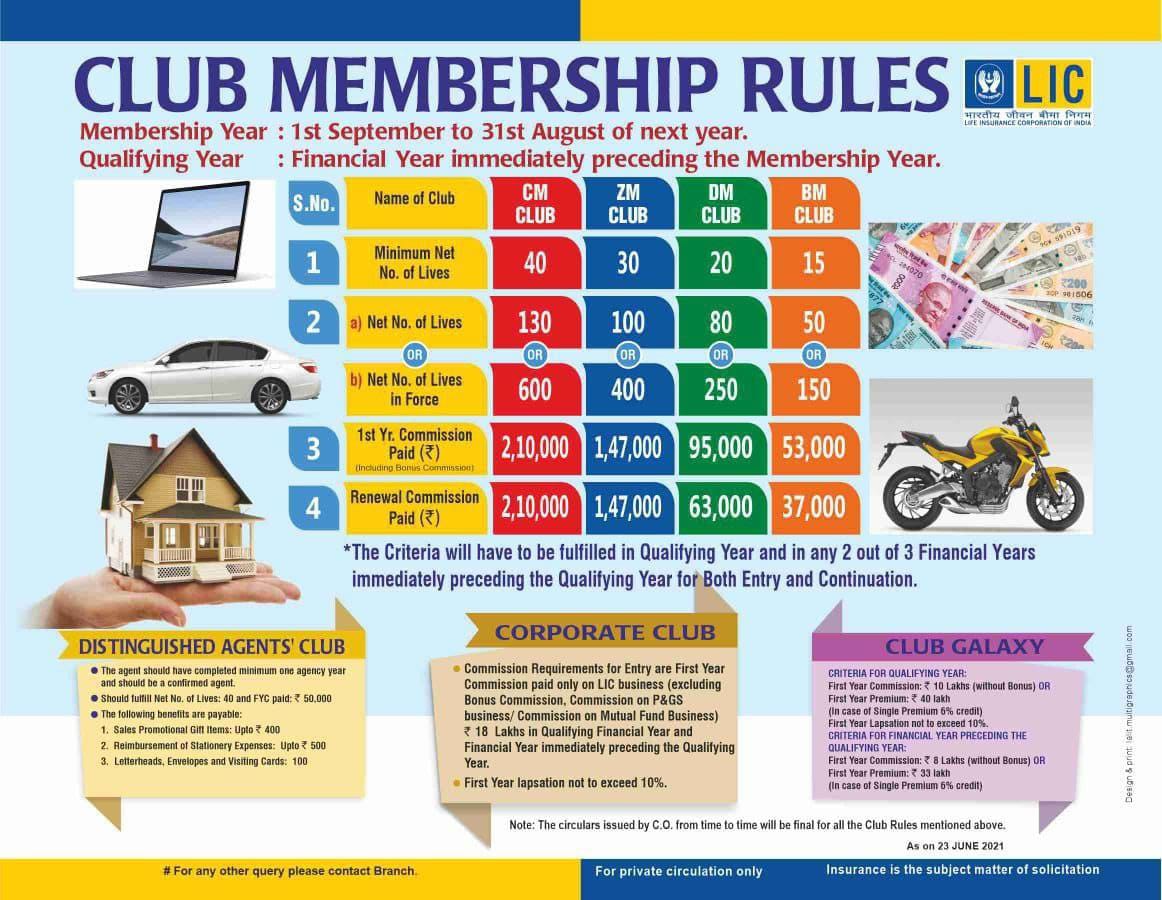 CLUB MEMBERSHIP RULES
LIC
भारतीय जीवन बीमा निगम
LIFE INSURANCE CORPORATION OF INDIA
Membership Year : 1st September to 31st August of next year.
Qualifying Year : Financial Year immediately preceding the Membership Year.
S.No. Name of Club CM CLUB ZM CLUB DM CLUB BM CLUB
1 Minimum Net No. of Lives 40 30 20 15
2 a) Net No. of Lives 130 100 80 50
OR OR OR OR OR
b) Net No. of Lives in Force 600 400 250 150
3 1st Yr. Commission Paid (₹) (Including Bonus Commission) 2,10,000 1,47,000 95,000 53,000
4 Renewal Commission Paid (₹) 2,10,000 1,47,000 63,000 37,000
*The Criteria will have to be fulfilled in Qualifying Year and in any 2 out of 3 Financial Years
immediately preceding the Qualifying Year for Both Entry and Continuation.
DISTINGUISHED AGENTS' CLUB
The agent should have completed minimum one agency year
and should be a confirmed agent.
Should fulfill Net No. of Lives: 40 and FYC paid: ₹ 50,000
The following benefits are payable:
1. Sales Promotional Gift Items: Upto ₹ 400
2. Reimbursement of Stationery Expenses: Upto ₹ 500
3. Letterheads, Envelopes and Visiting Cards: 100
CORPORATE CLUB
Commission Requirements for Entry are First Year
Commission paid only on LIC business (excluding
Bonus Commission, Commission on P&GS
business/ Commission on Mutual Fund Business)
₹ 18 Lakhs in Qualifying Financial Year and
Financial Year immediately preceding the Qualifying
Year.
First Year lapsation not to exceed 10%.
CLUB GALAXY
CRITERIA FOR QUALIFYING YEAR:
First Year Commission: ₹ 10 Lakhs (without Bonus) OR
First Year Premium: ₹ 40 lakh
(In case of Single Premium 6% credit)
First Year Lapsation not to exceed 10%.
CRITERIA FOR FINANCIAL YEAR PRECEDING THE
QUALIFYING YEAR:
First Year Commission: ₹ 8 Lakhs (without Bonus) OR
First Year Premium: ₹ 33 lakh
(In case of Single Premium 6% credit)
Design & print: lalit.multigraphics@gmail.com
Note: The circulars issued by C.O. from time to time will be final for all the Club Rules mentioned above.
As on 23 JUNE 2021
# For any other query please contact Branch.
For private circulation only
Insurance is the subject matter of solicitation